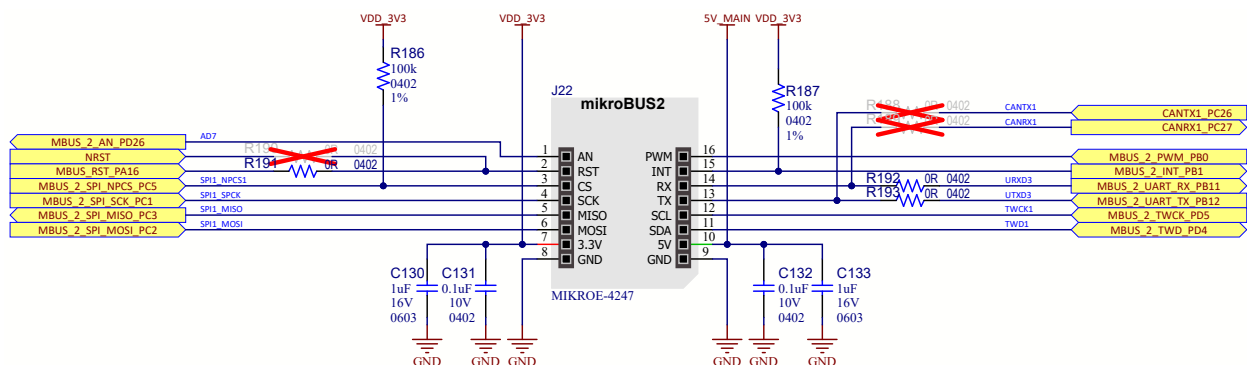 VDD_3V3
VDD_3V3
5V_MAIN
VDD_3V3
R186
100k
0402
1%
J22
mikroBUS2
R187
100k
0402
1%
R188 0R 0402
0402
CANTX1
CANTX1_PC26
CANRX1
CANRX1_PC27
MBUS_2_AN_PD26
AD7
NRST
R190 0R 0402
MBUS_RST_PA16
R191 0R 0402
MBUS_2_SPI_NPCS_PC5
SPI1_NPCS1
MBUS_2_SPI_SCK_PC1
SPI1_SPCK
MBUS_2_SPI_MISO_PC3
SPI1_MISO
MBUS_2_SPI_MOSI_PC2
SPI1_MOSI
1 AN
2 RST
3 CS
4 SCK
5 MISO
6 MOSI
7 3.3V
8 GND
PWM 16
INT 15
RX 14
TX 13
SCL 12
SDA 11
5V 10
GND 9
MBUS_2_PWM_PB0
MBUS_2_INT_PB1
R192 0R 0402
URXD3
MBUS_2_UART_RX_PB11
R193 0R 0402
UTXD3
MBUS_2_UART_TX_PB12
TWCK1
MBUS_2_TWCK_PD5
TWD1
MBUS_2_TWD_PD4
MIKROE-4247
C130
1uF
16V
0603
C131
0.1uF
10V
0402
C132
0.1uF
10V
0402
C133
1uF
16V
0603
GND
GND
GND
GND
GND
GND